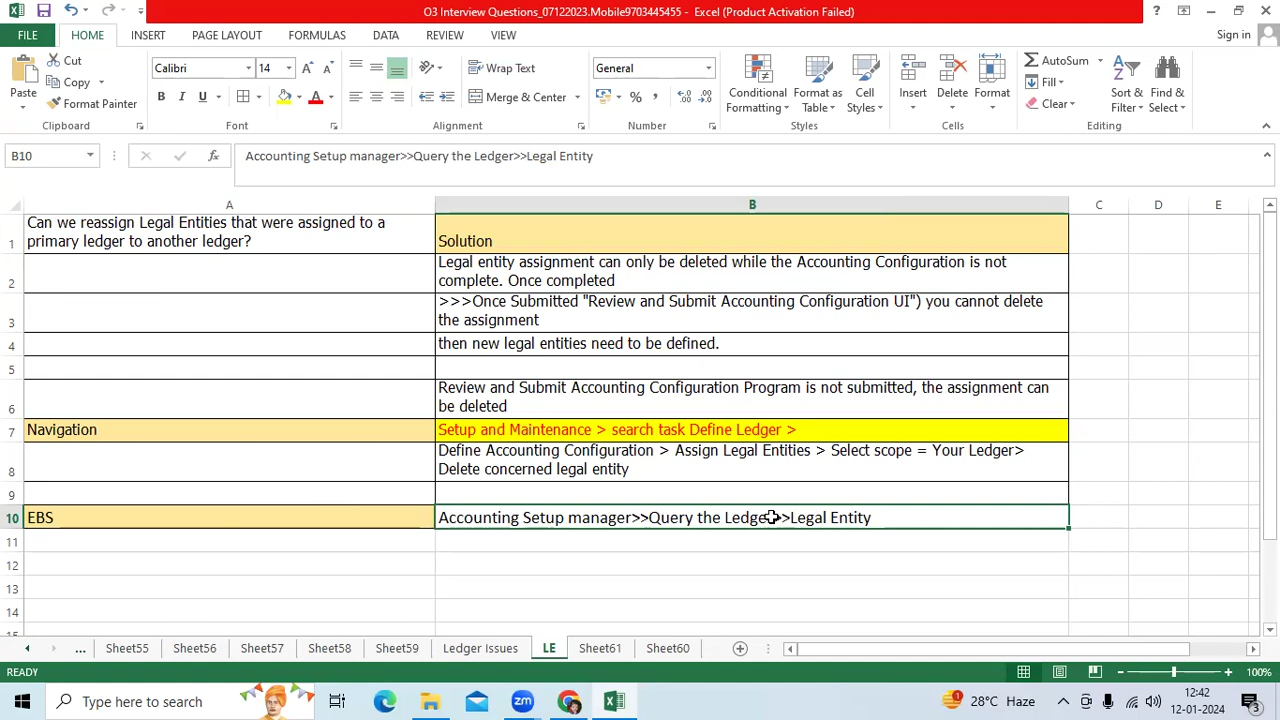 O3 Interview Questions_07122023.Mobile9703445455 - Excel (Product Activation Failed)
FILE HOME INSERT PAGE LAYOUT FORMULAS DATA REVIEW VIEW Sign in
Paste Cut Copy Format Painter Clipboard
Calibri 14 B I U A Font
Wrap Text Merge & Center Alignment
General % , Number
Conditional Formatting Format as Table Cell Styles Styles
Insert Delete Format Cells
AutoSum Fill Clear Sort & Filter Find & Select Editing
B10 fx Accounting Setup manager>>Query the Ledger>>Legal Entity
A B C D E
1 Can we reassign Legal Entities that were assigned to a
primary ledger to another ledger? Solution
2 Legal entity assignment can only be deleted while the Accounting Configuration is not
complete. Once completed
3 >>>Once Submitted "Review and Submit Accounting Configuration UI") you cannot delete
the assignment
4 then new legal entities need to be defined.
5
6 Review and Submit Accounting Configuration Program is not submitted, the assignment can
be deleted
7 Navigation Setup and Maintenance > search task Define Ledger >
8 Define Accounting Configuration > Assign Legal Entities > Select scope = Your Ledger>
Delete concerned legal entity
9
10 EBS Accounting Setup manager>>Query the Ledger>>Legal Entity
11
12
13
14
15
... Sheet55 Sheet56 Sheet57 Sheet58 Sheet59 Ledger Issues LE Sheet61 Sheet60
READY 100%
Type here to search 28°C Haze 12:42
12-01-2024 3